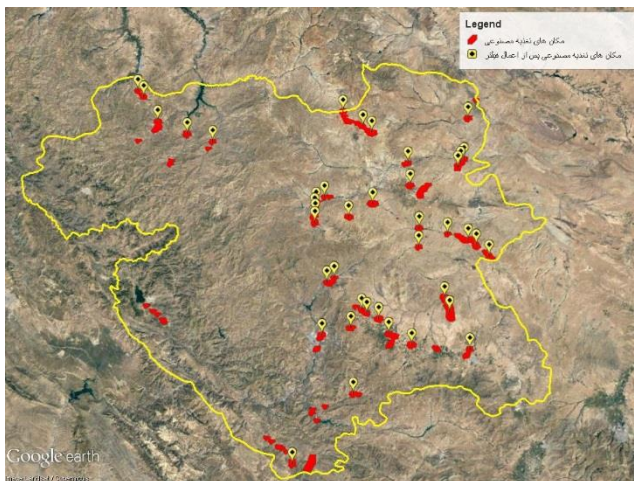 Legend
مکان های تغذیه مصنوعی
مکان های تغذیه مصنوعی پس از اعمال فیلتر
Google earth